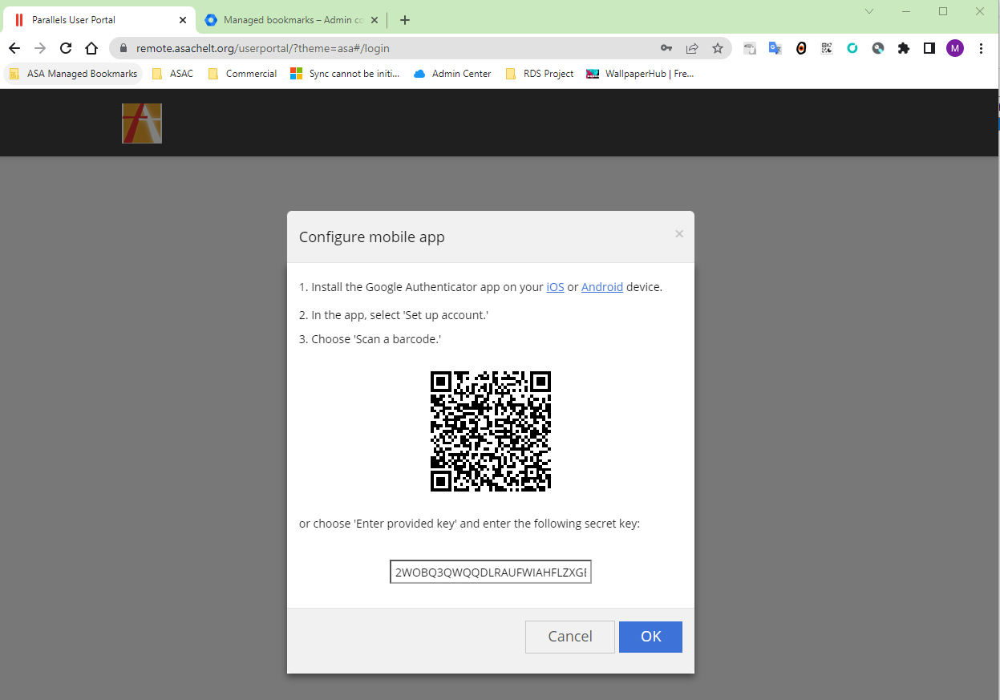 Parallels User Portal
Managed bookmarks – Admin co
remote.asachelt.org/userportal/?theme=asa#/login
M
ASA Managed Bookmarks
ASAC
Commercial
Sync cannot be initi...
Admin Center
RDS Project
WallpaperHub | Fre...
Configure mobile app
1. Install the Google Authenticator app on your iOS or Android device.
2. In the app, select 'Set up account.'
3. Choose 'Scan a barcode.'
or choose 'Enter provided key' and enter the following secret key:
2WOBQ3QWQQDLRAUFWIAHFLZXGE
Cancel
OK